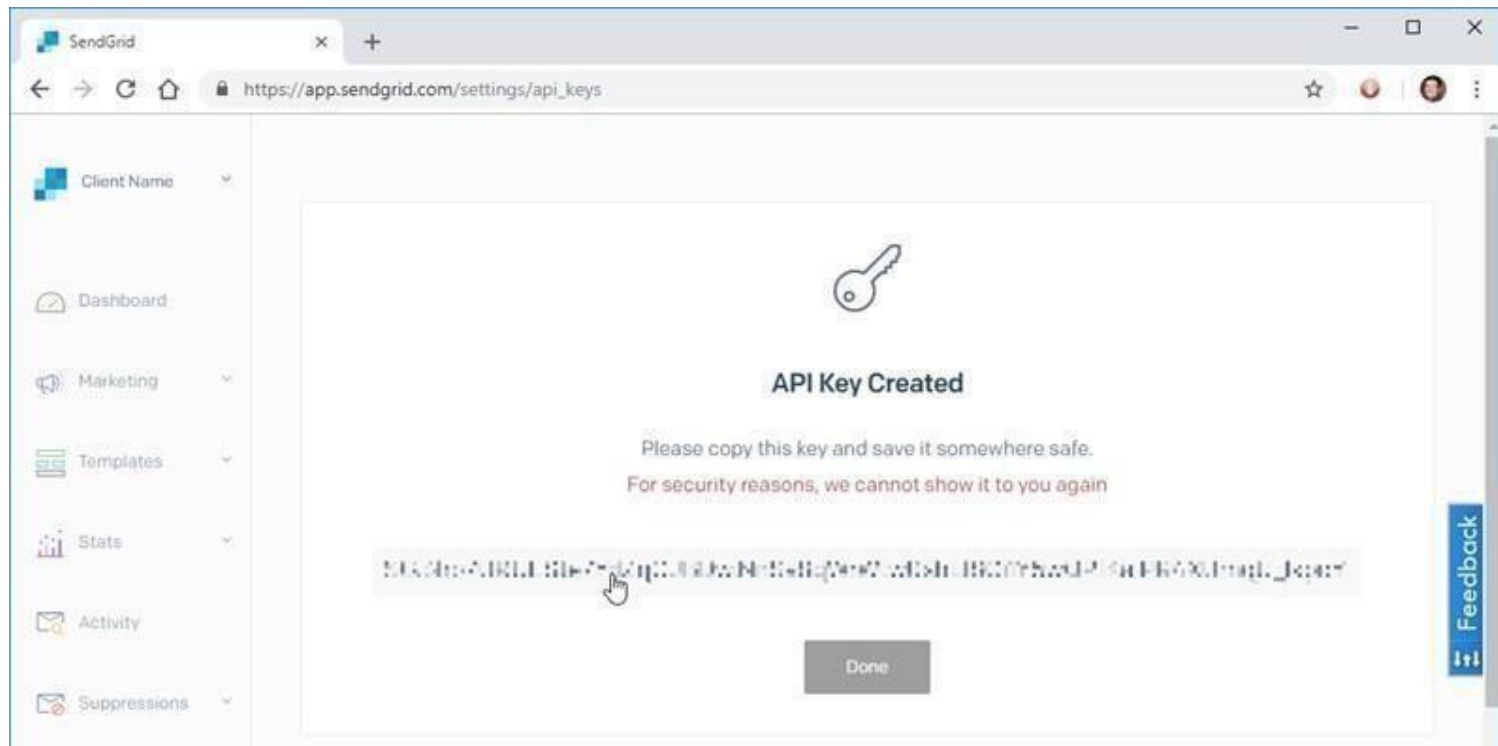 SendGrid
https://app.sendgrid.com/settings/api_keys
Client Name
Dashboard
Marketing
Templates
Stats
Activity
Suppressions
API Key Created
Please copy this key and save it somewhere safe.
For security reasons, we cannot show it to you again
Done
Feedback